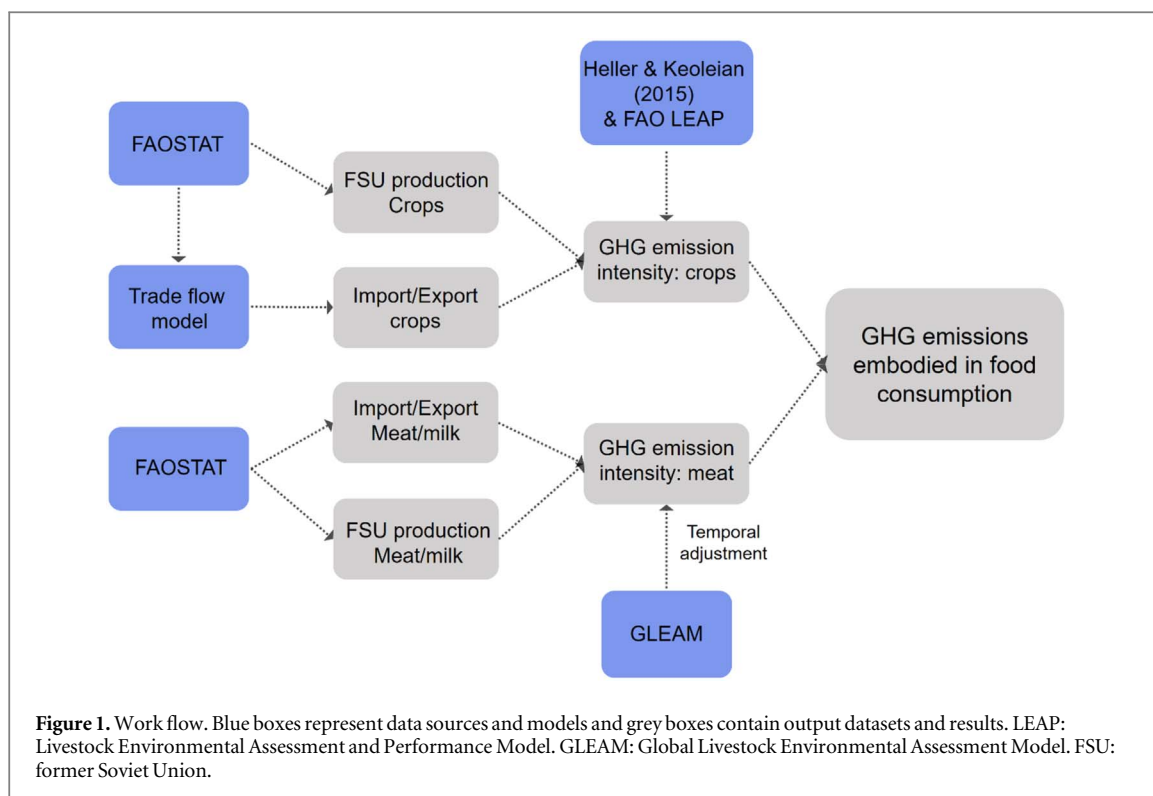 Heller & Keoleian
(2015)
& FAO LEAP
FAOSTAT
FSU production
Crops
GHG emission
intensity: crops
Trade flow
model
Import/Export
crops
GHG emissions
embodied in food
consumption
Import/Export
Meat/milk
FAOSTAT
GHG emission
intensity: meat
FSU production
Meat/milk
Temporal
adjustment
GLEAM
Figure 1. Work flow. Blue boxes represent data sources and models and grey boxes contain output datasets and results. LEAP:
Livestock Environmental Assessment and Performance Model. GLEAM: Global Livestock Environmental Assessment Model. FSU:
former Soviet Union.